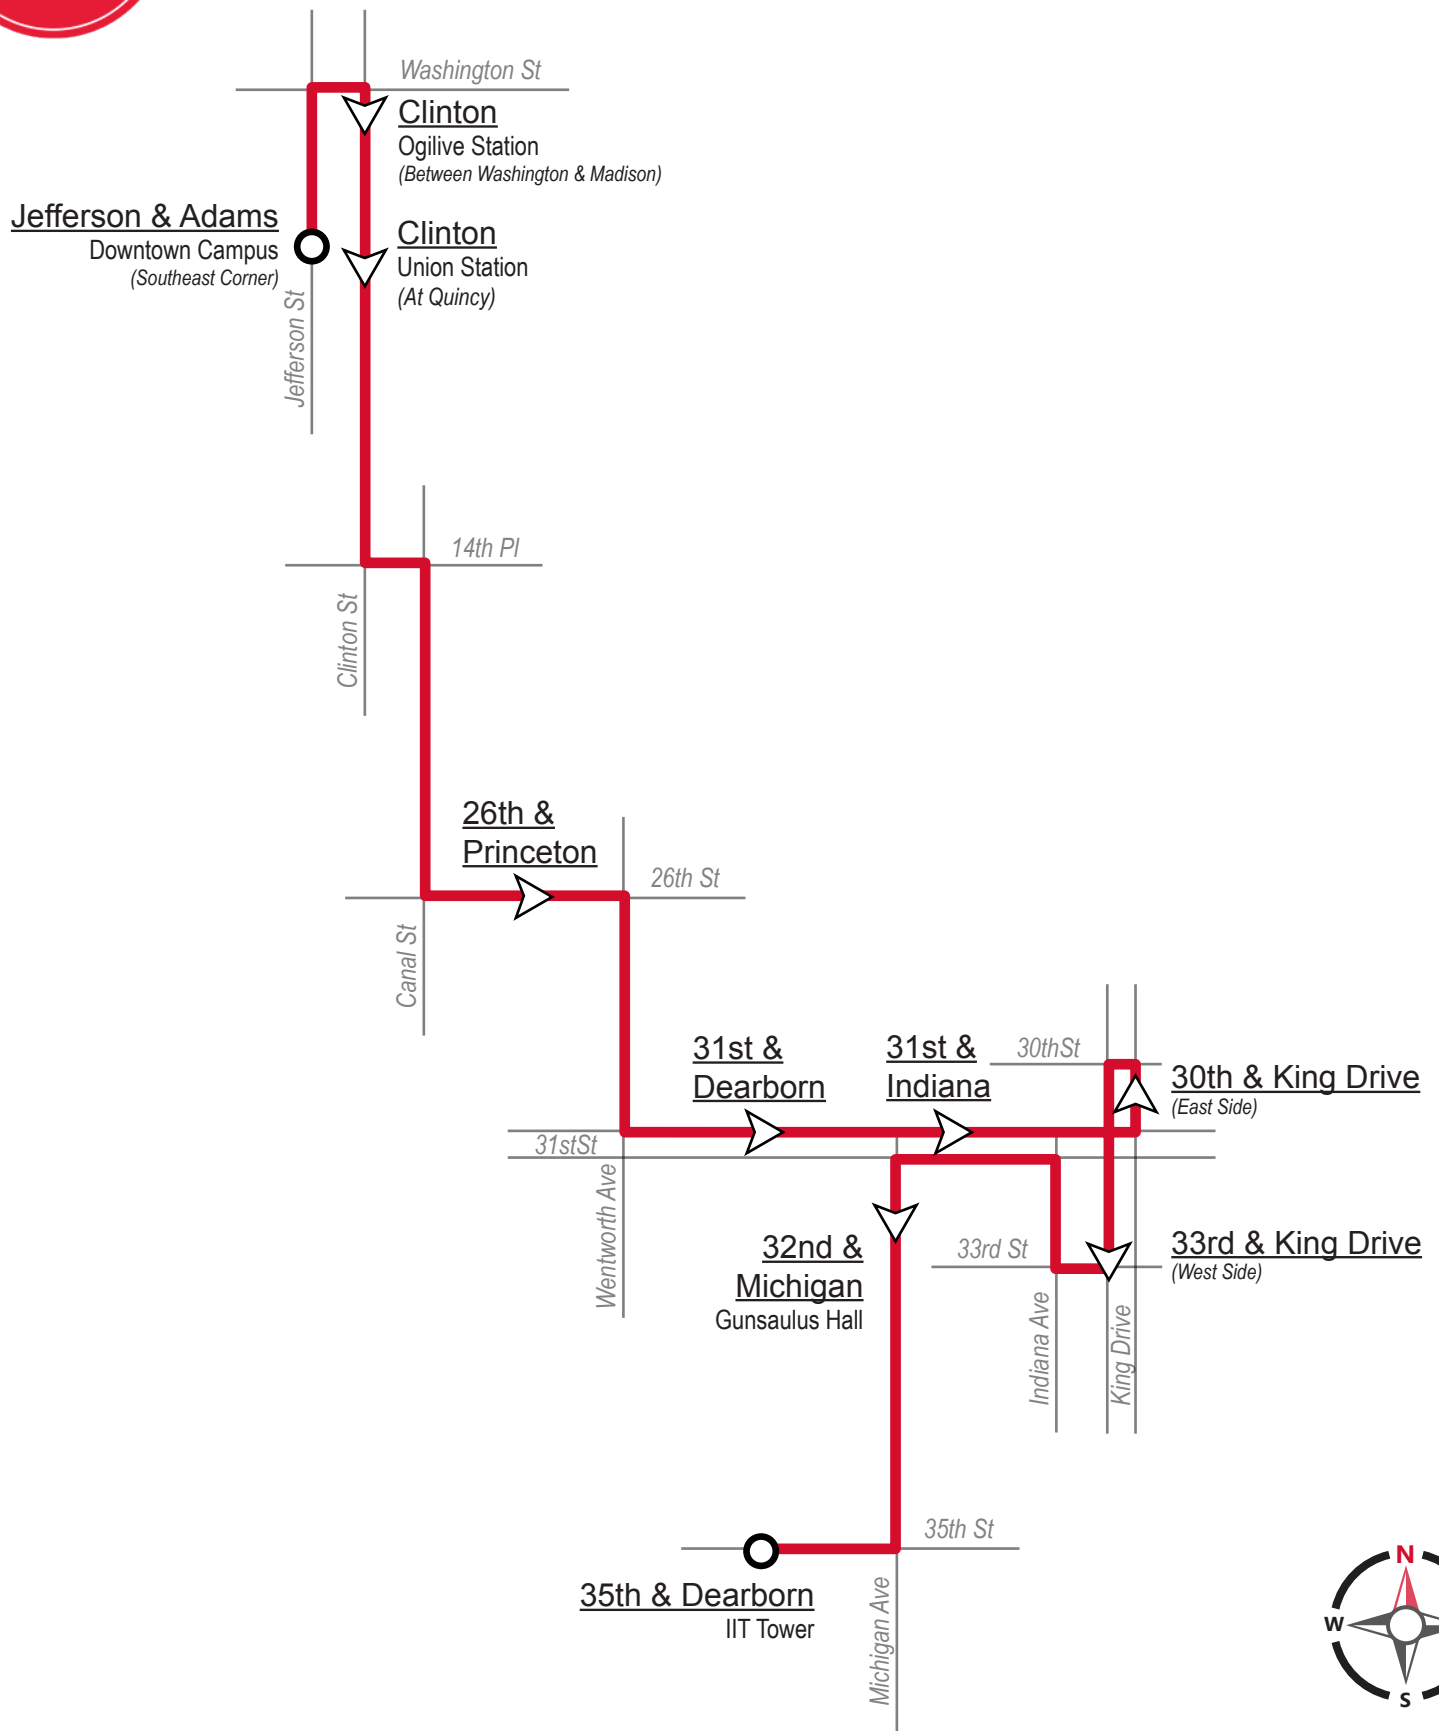 Washington St
Clinton
Ogilive Station
(Between Washington & Madison)
Jefferson & Adams
Downtown Campus
(Southeast Corner)
Clinton
Union Station
(At Quincy)
Jefferson St
14th Pl
Clinton St
26th &
Princeton
26th St
Canal St
31st &
Dearborn
31st &
Indiana
30thSt
30th & King Drive
(East Side)
31stSt
Wentworth Ave
32nd &
Michigan
Gunsaulus Hall
33rd St
33rd & King Drive
(West Side)
Indiana Ave
King Drive
35th St
35th & Dearborn
IIT Tower
Michigan Ave
N
W
S